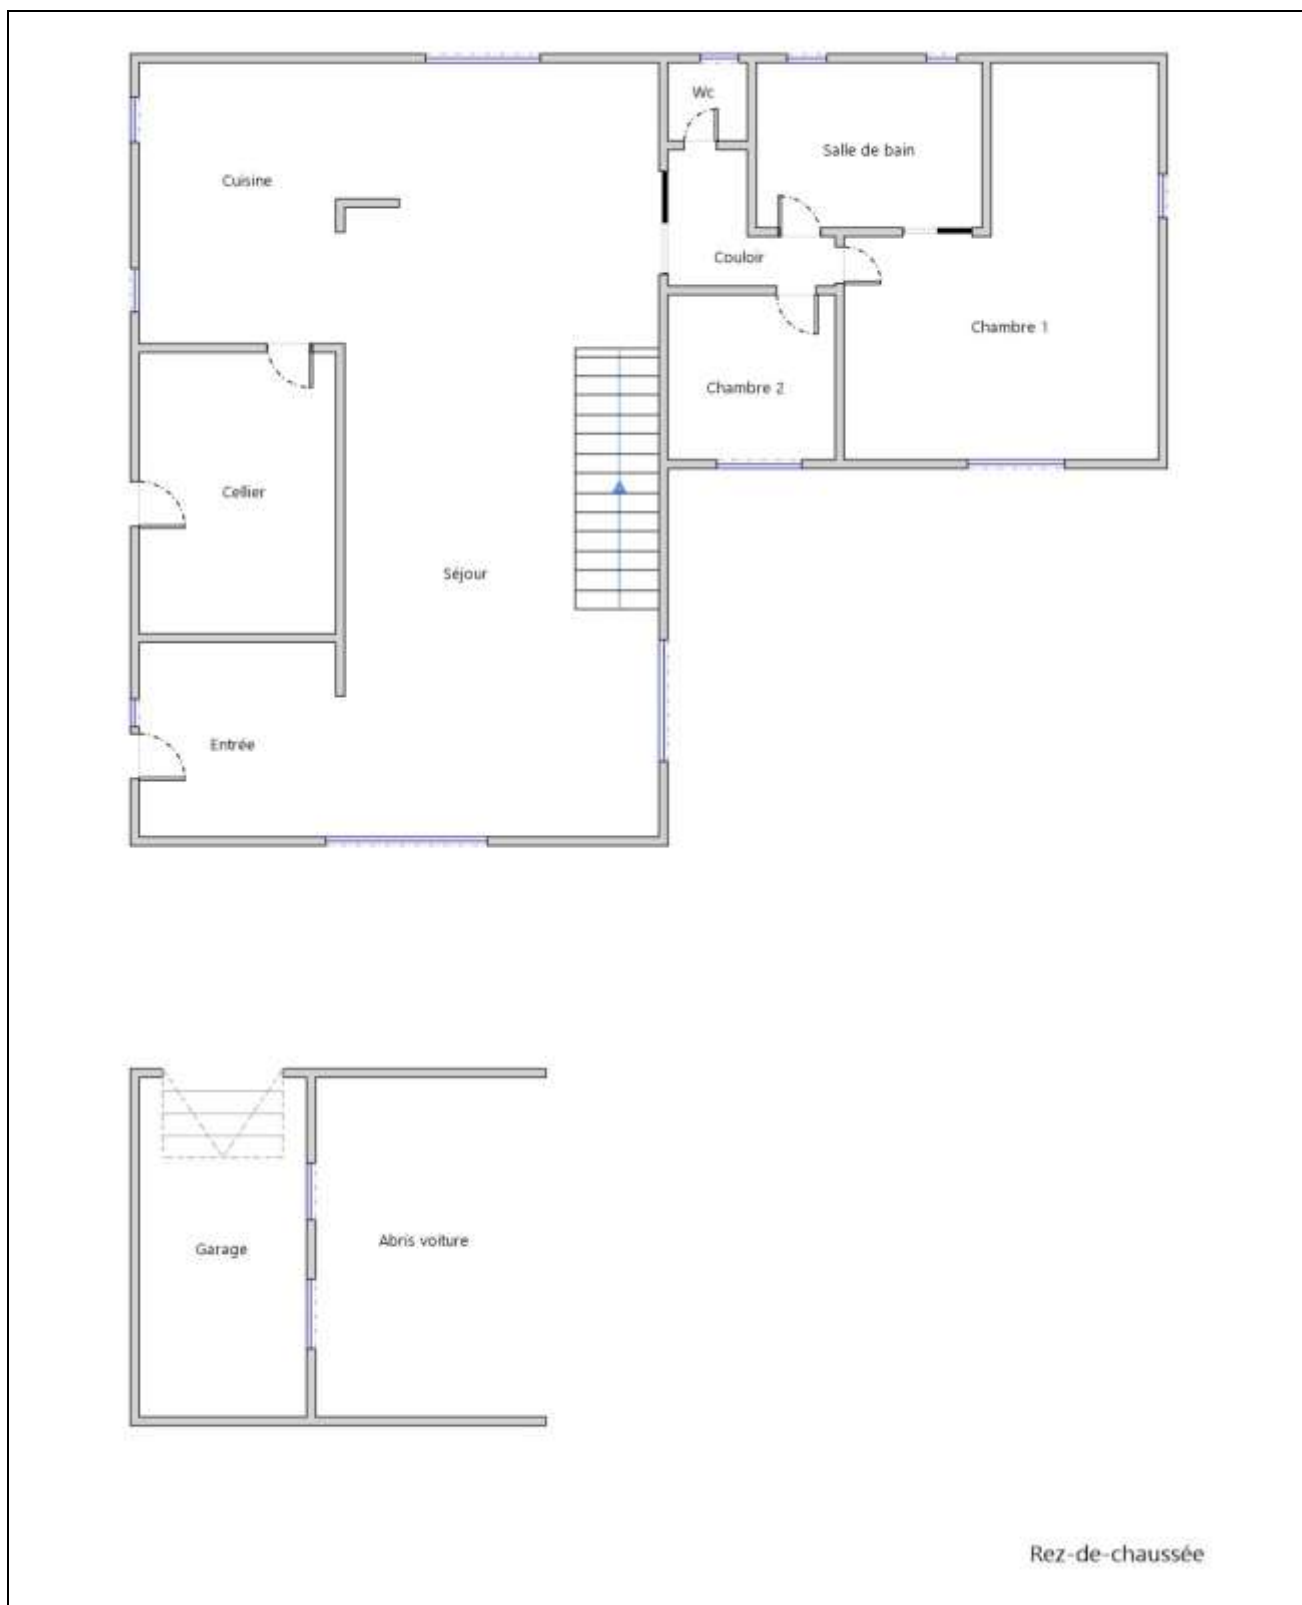 Wc
Salle de bain
Cuisine
Couloir
Chambre 1
Chambre 2
Cellier
Séjour
Entrée
Garage
Abris voiture
Rez-de-chaussée